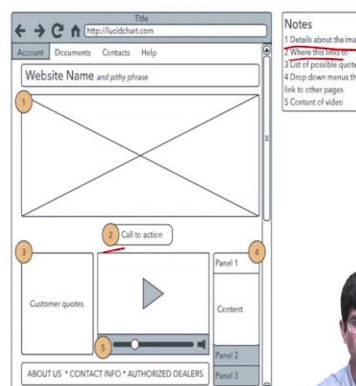 Title
http://lucidchart.com
Account Documents Contacts Help
Website Name and pithy phrase
1
2 Call to action
3
4
Customer quotes.
5
Panel 1
Content
Panel 2
Panel 3
ABOUT US * CONTACT INFO * AUTHORIZED DEALERS
Notes
1 Details about the ima
2 Where this links to
3 List of possible quote
4 Drop down menus th
link to other pages
5 Content of video